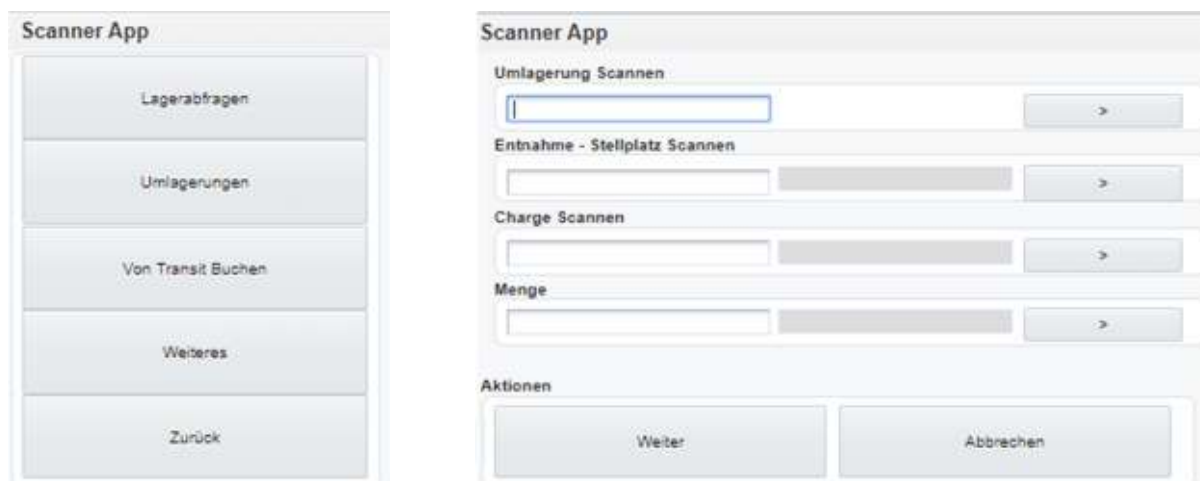 Scanner App
Lagerabfragen
Umlagerungen
Von Transit Buchen
Weiteres
Zurück
Scanner App
Umlagerung Scannen
>
Entnahme - Stellplatz Scannen
>
Charge Scannen
>
Menge
>
Aktionen
Weiter Abbrechen